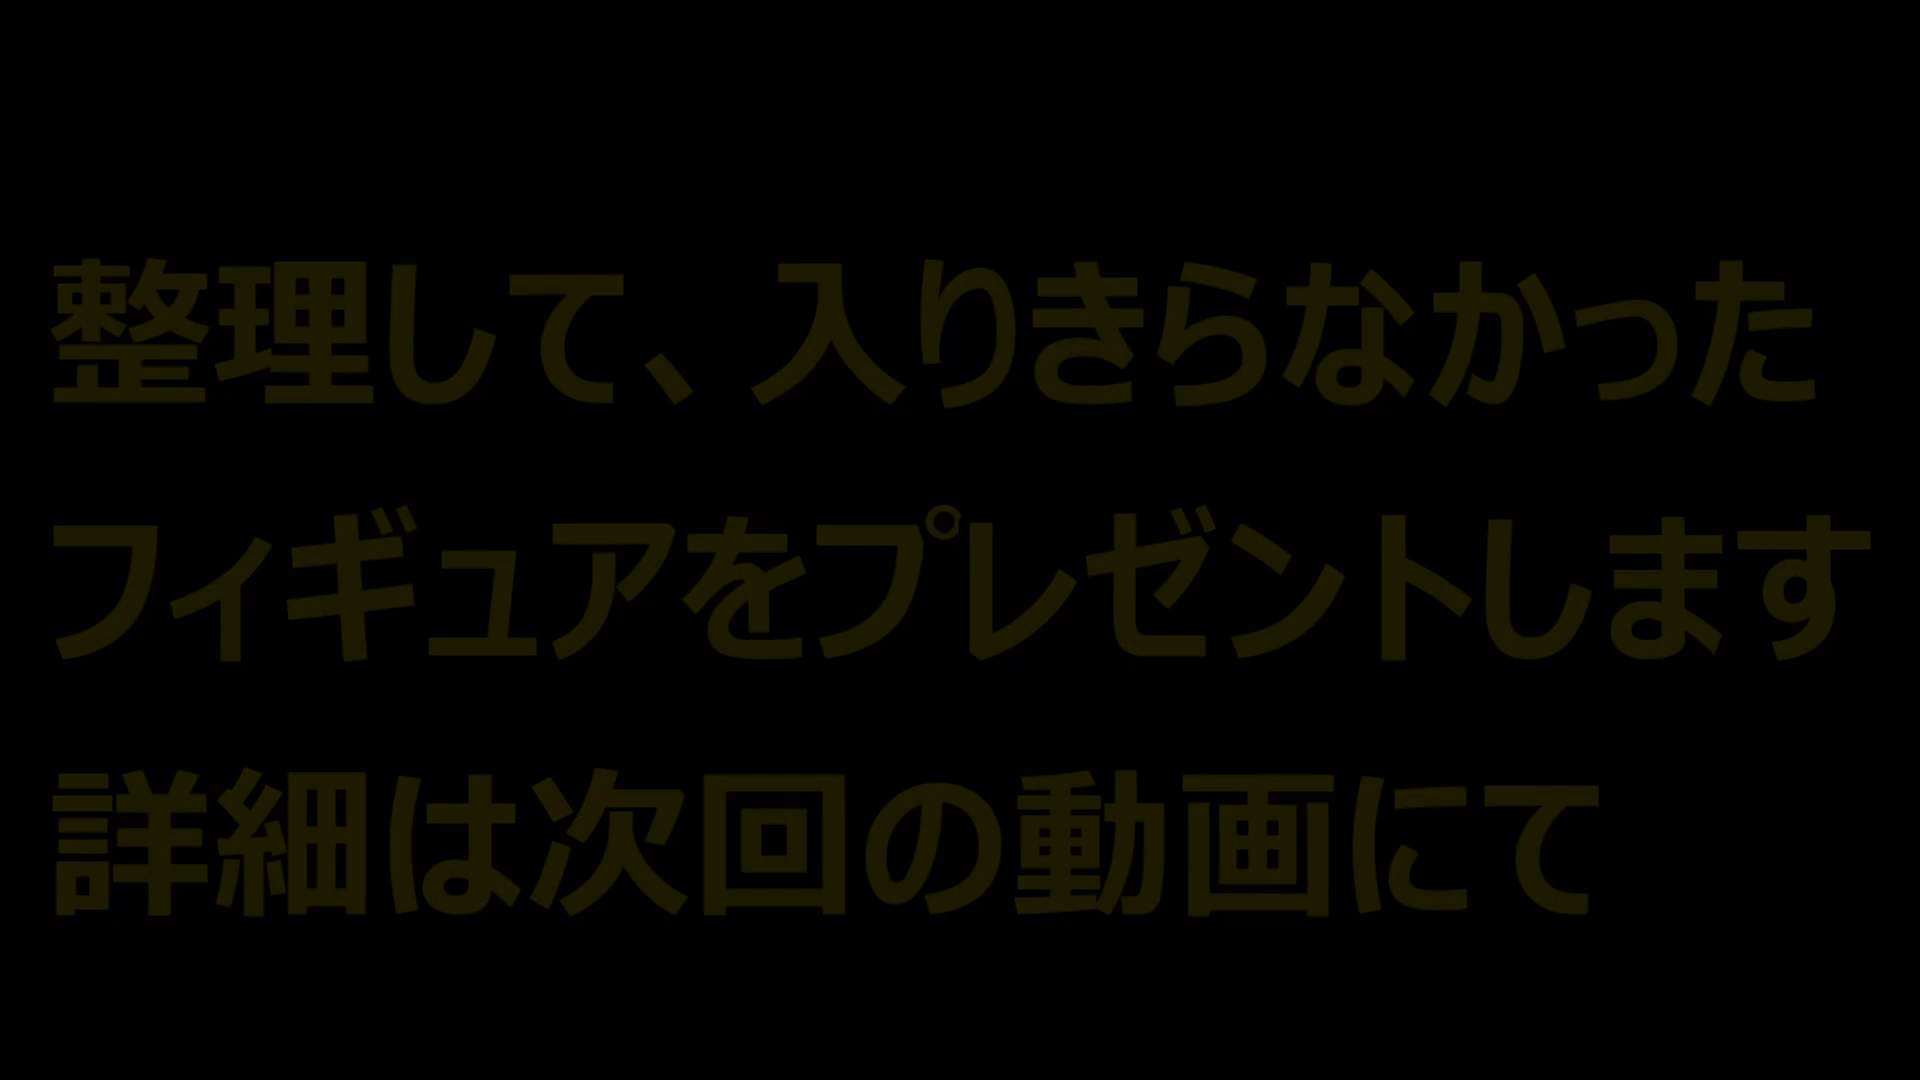 整理して、入りきらなかった
フィギュアをプレゼントします
詳細は次回の動画にて